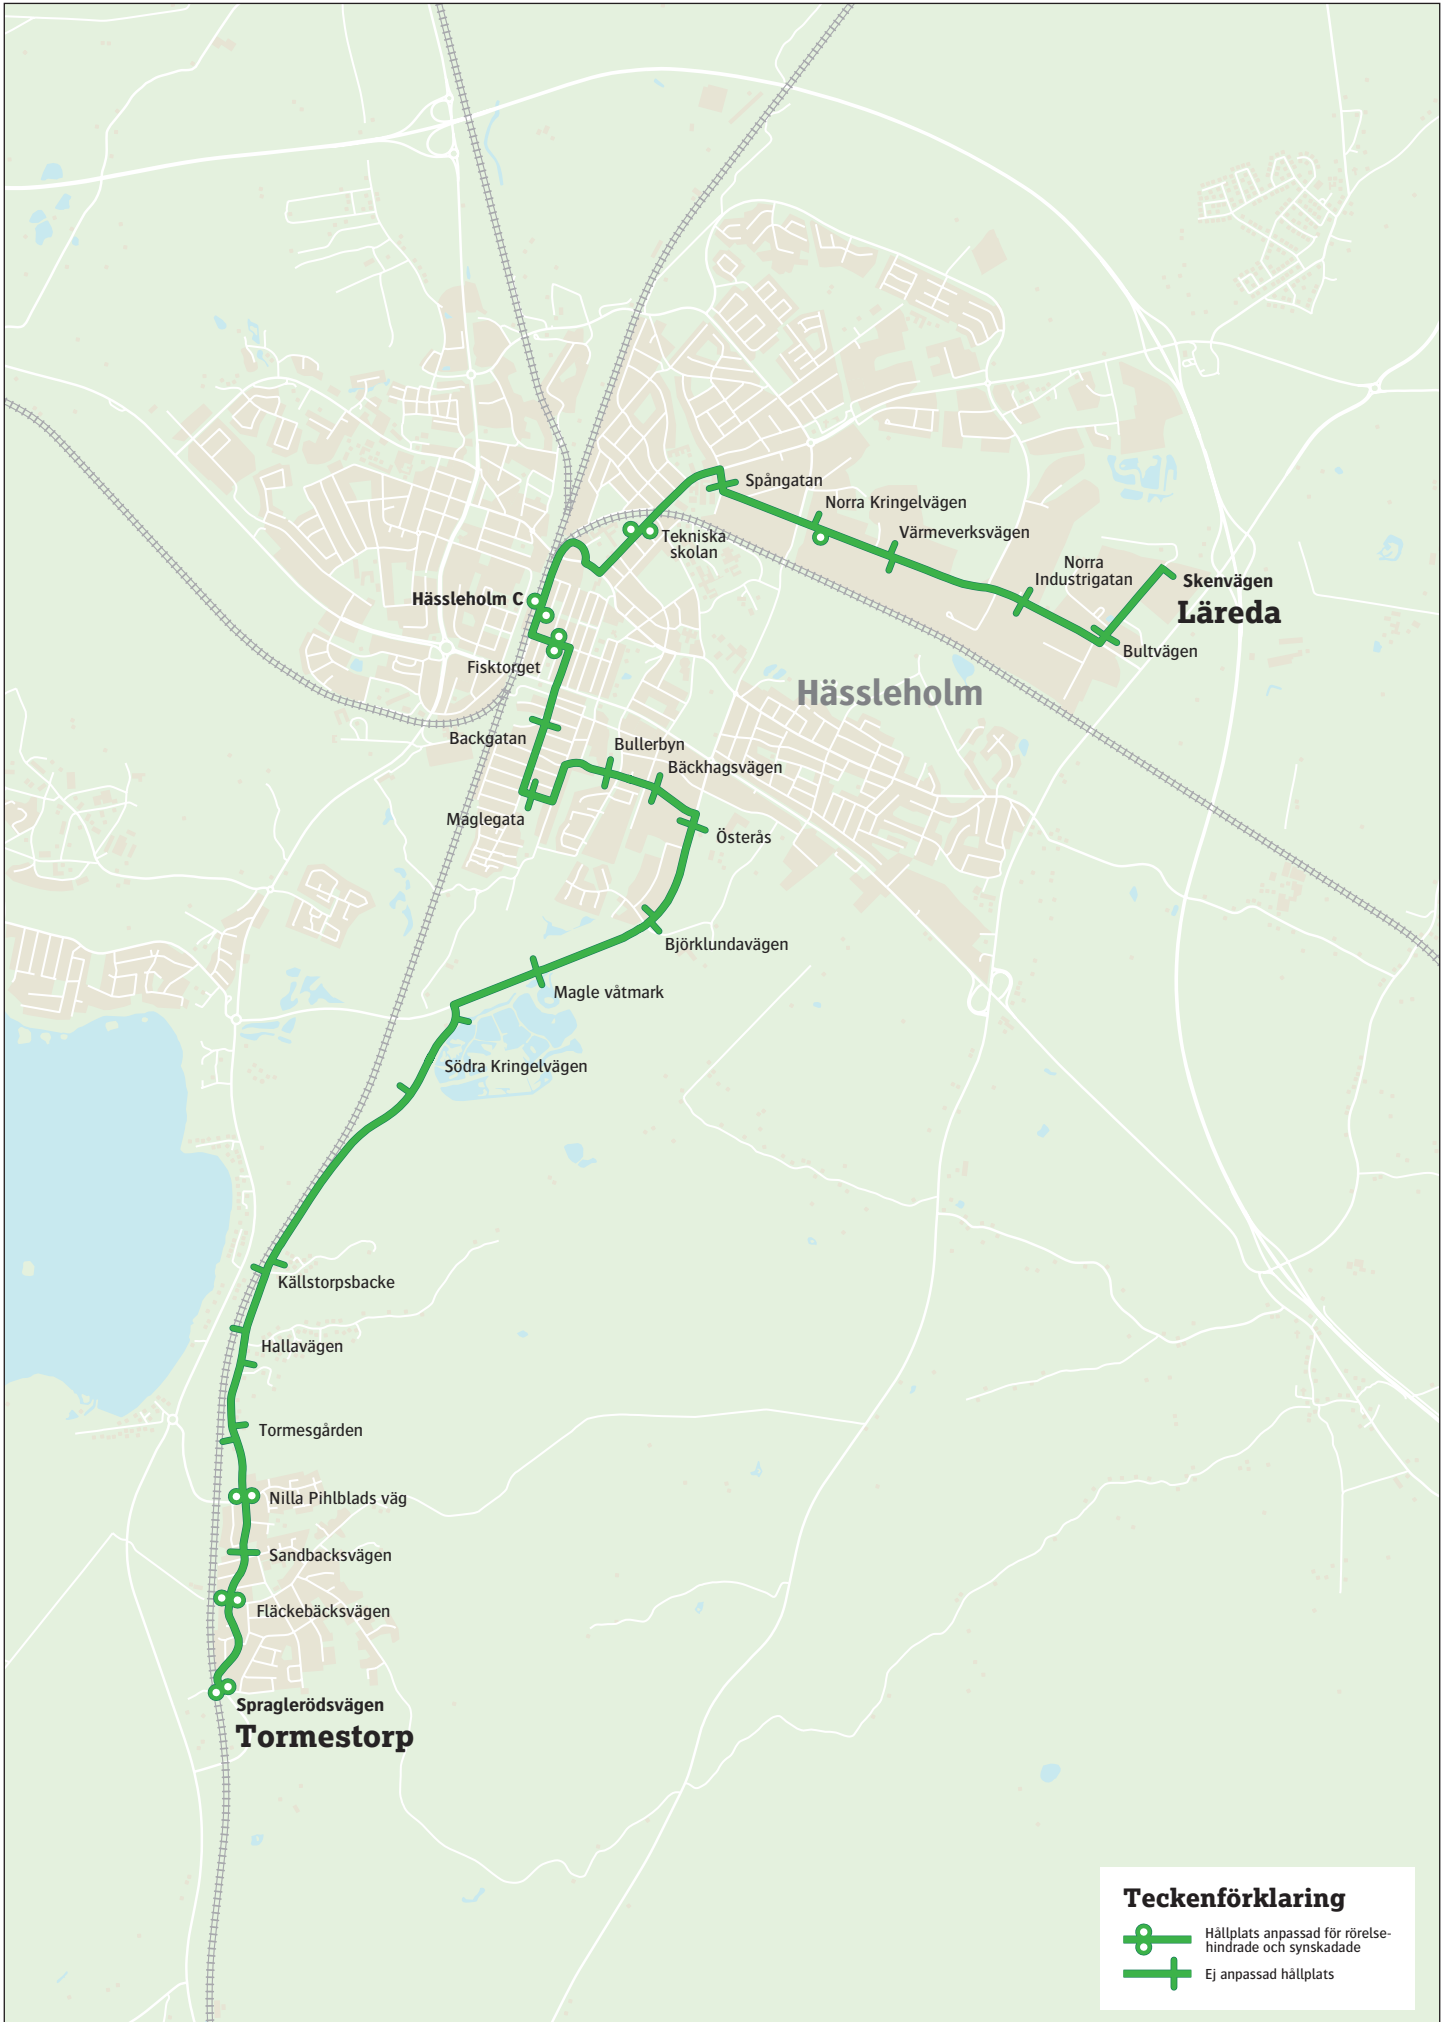 Spångatan
Norra Kringelvägen
Värmeverksvägen
Tekniska
skolan
Norra
Industrigatan
Skenvägen
Läreda
Hässleholm C
Bultvägen
Fisktorget
Hässleholm
Backgatan
Bullerbyn
Bäckhagsvägen
Maglegata
Österås
Björklundavägen
Magle våtmark
Södra Kringelvägen
Källstorpsbacke
Hallavägen
Tormesgården
Nilla Pihlblads väg
Sandbacksvägen
Fläckebäcksvägen
Spraglerödsvägen
Tormestorp
Teckenförklaring
Hållplats anpassad för rörelse-
hindrade och synskadade
Ej anpassad hållplats